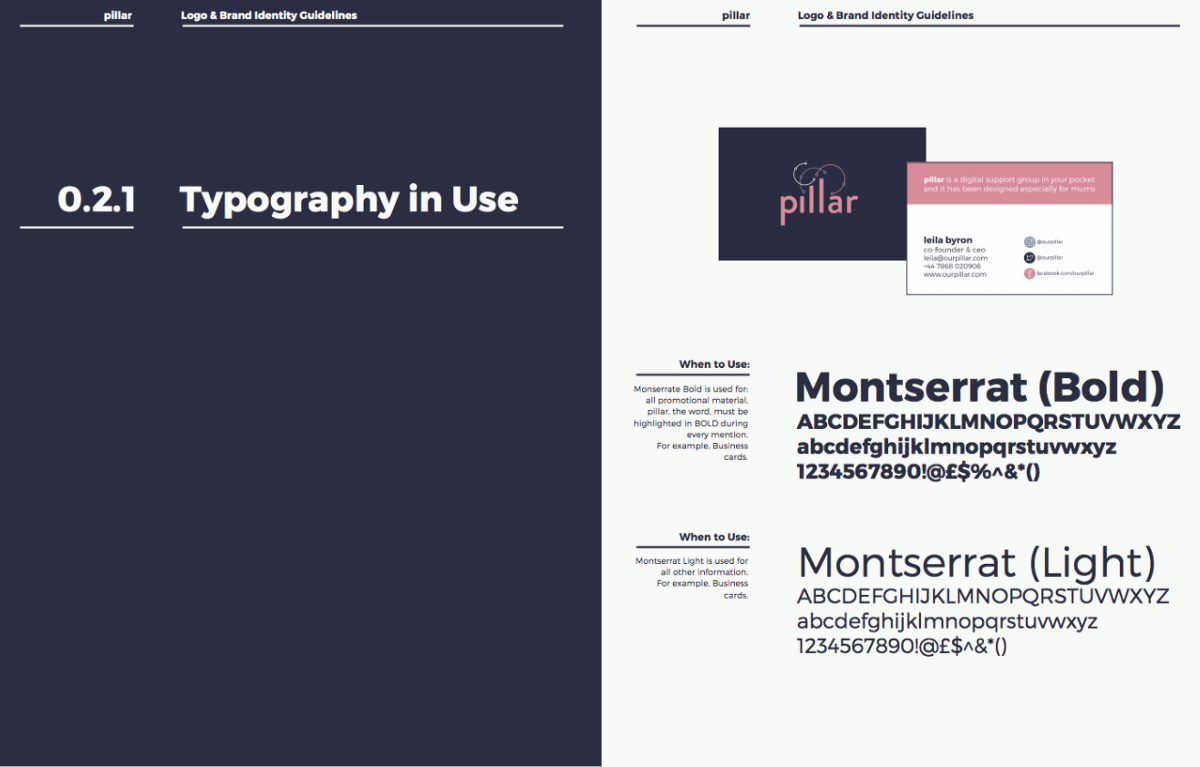 pillar
Logo & Brand Identity Guidelines
0.2.1
Typography in Use
pillar
Logo & Brand Identity Guidelines
pillar
pillar is a digital support group in your pocket
and it has been designed especially for mums
leila byron
co-founder & ceo
leila@ourpillar.com
+44 7868 020906
www.ourpillar.com
@ourpillar
@ourpillar
facebook.com/ourpillar
When to Use:
Monserrate Bold is used for:
all promotional material,
pillar, the word, must be
highlighted in BOLD during
every mention.
For example, Business
cards.
Montserrat (Bold)
ABCDEFGHIJKLMNOPQRSTUVWXYZ
abcdefghijklmnopqrstuvwxyz
1234567890!@£$%^&*()
When to Use:
Montserrat Light is used for
all other information.
For example, Business
cards.
Montserrat (Light)
ABCDEFGHIJKLMNOPQRSTUVWXYZ
abcdefghijklmnopqrstuvwxyz
1234567890!@£$^&*()